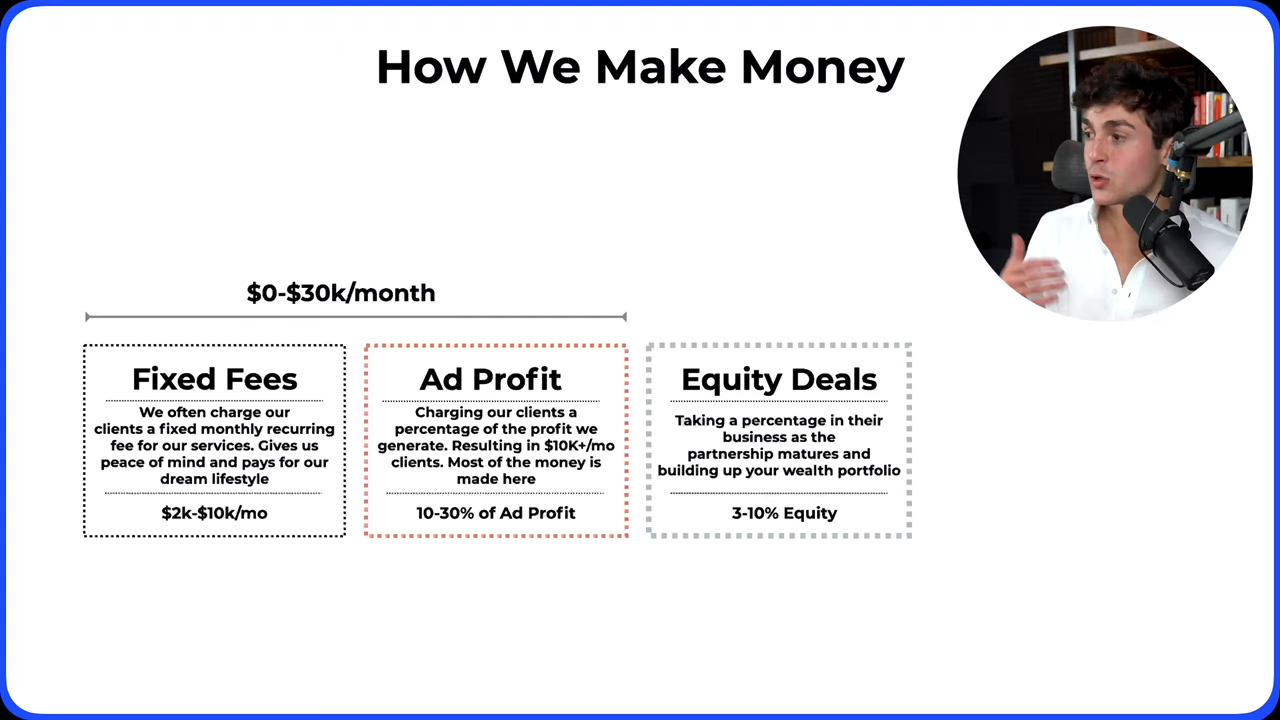 How We Make Money
$0-$30k/month
Fixed Fees
We often charge our
clients a fixed monthly recurring
fee for our services. Gives us
peace of mind and pays for our
dream lifestyle
$2k-$10k/mo
Ad Profit
Charging our clients a
percentage of the profit we
generate. Resulting in $10K+/mo
clients. Most of the money is
made here
10-30% of Ad Profit
Equity Deals
Taking a percentage in their
business as the
partnership matures and
building up your wealth portfolio
3-10% Equity